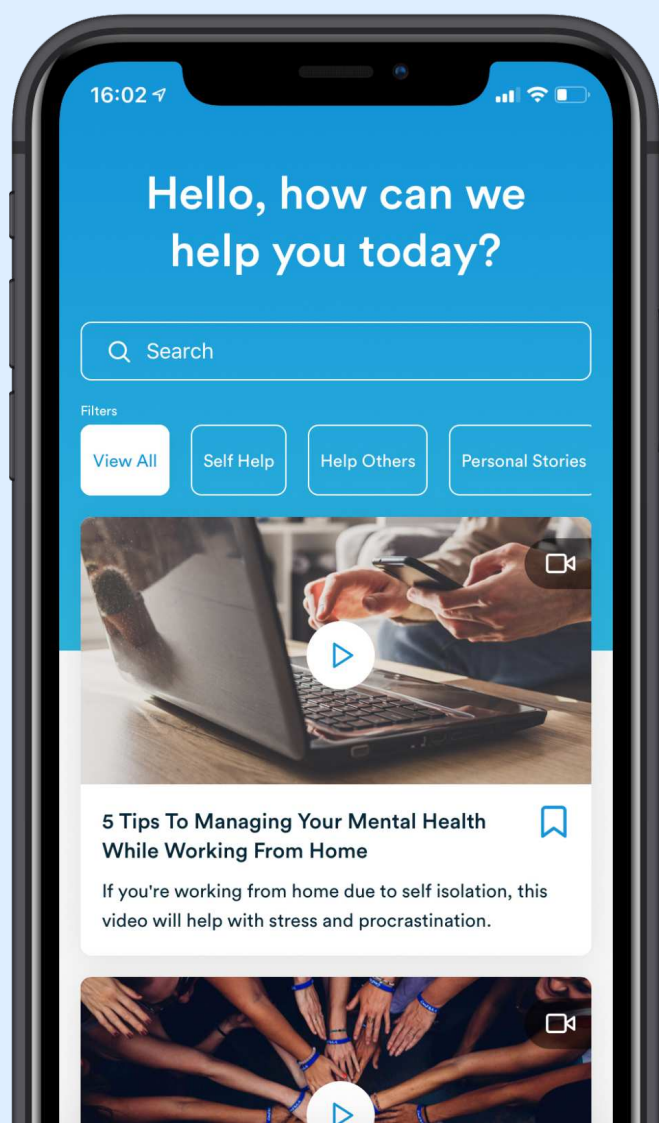 16:02
Hello, how can we
help you today?
Search
Filters
View All
Self Help
Help Others
Personal Stories
5 Tips To Managing Your Mental Health
While Working From Home
If you're working from home due to self isolation, this
video will help with stress and procrastination.